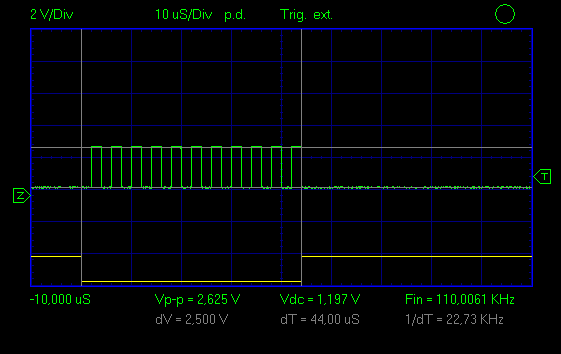 2 V/Div 10 uS/Div p.d. Trig. ext.
Z T
-10,000 uS Vp-p = 2,625 V Vdc = 1,197 V Fin = 110,0061 KHz
dV = 2,500 V dT = 44,00 uS 1/dT = 22,73 KHz